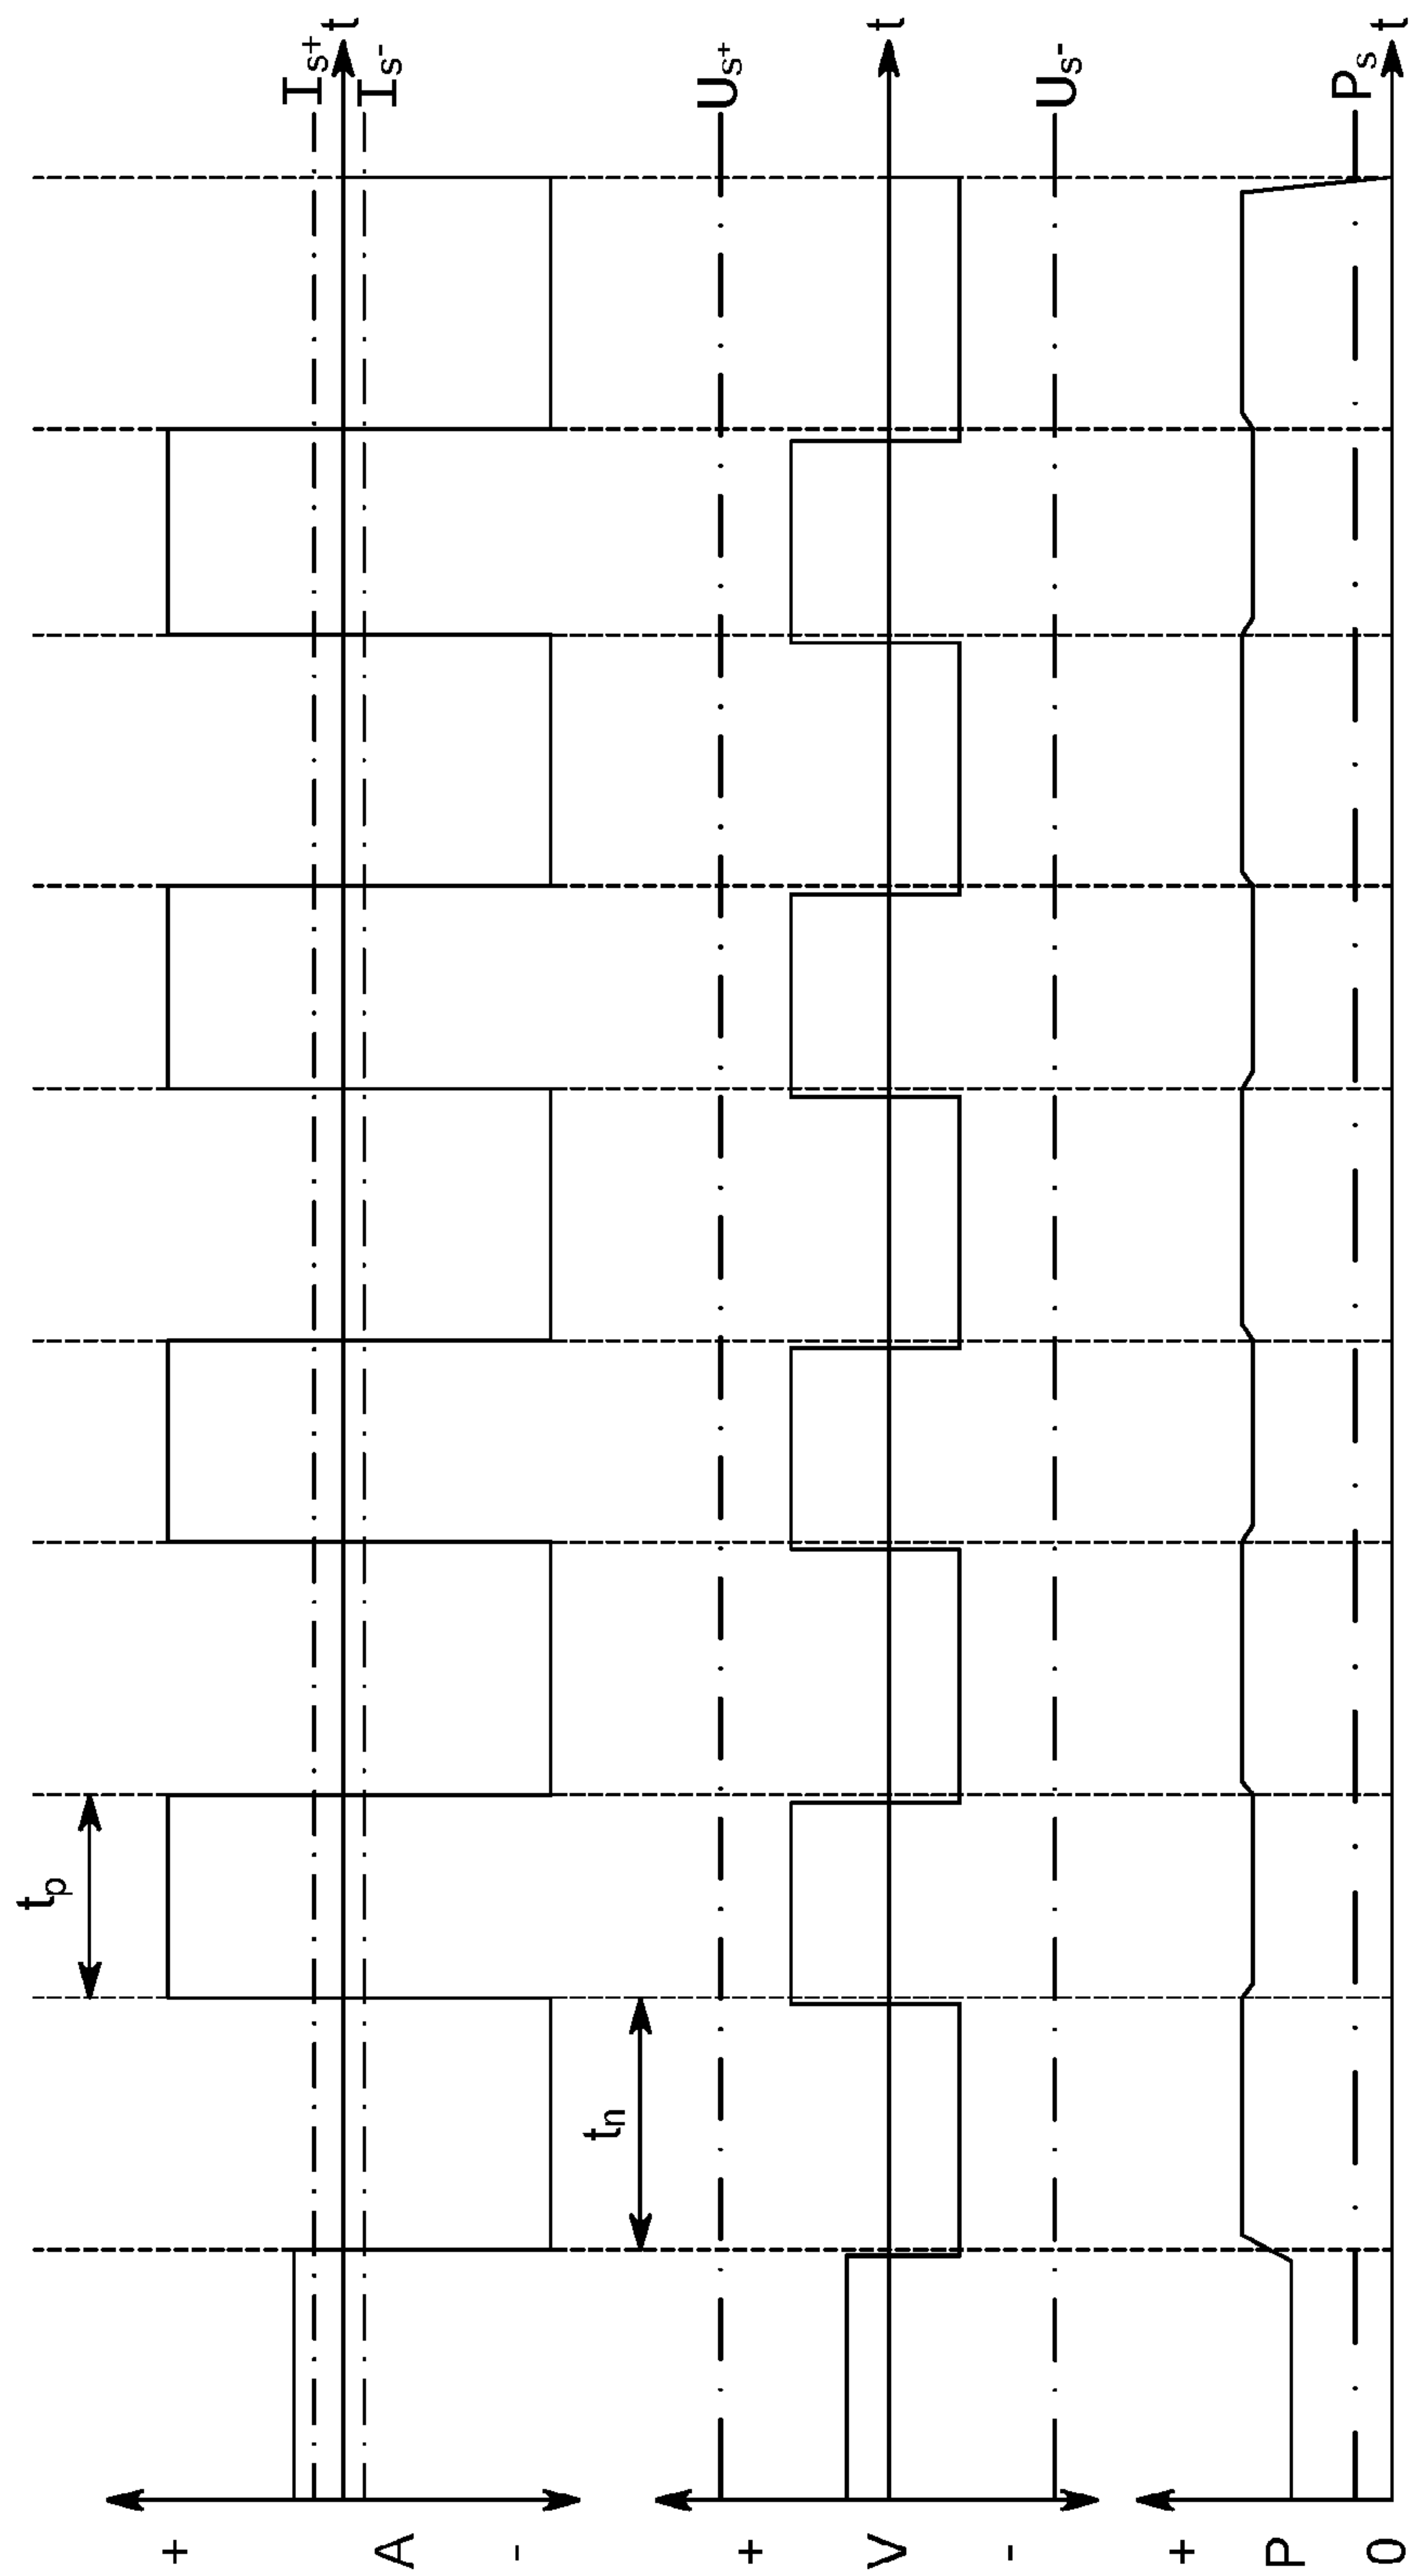 tp
tn
+
A
-
Is+
t
Is-
+
V
-
Us+
t
Us-
+
P
0
Ps
t